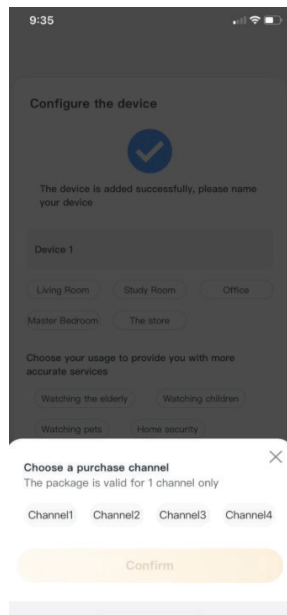 9:35
Configure the device
The device is added successfully, please name
your device
Device 1
Living Room Study Room Office
Master Bedroom The store
Choose your usage to provide you with more
accurate services
Watching the elderly Watching children
Watching pets Home security
Choose a purchase channel
The package is valid for 1 channel only
Channel1 Channel2 Channel3 Channel4
Confirm